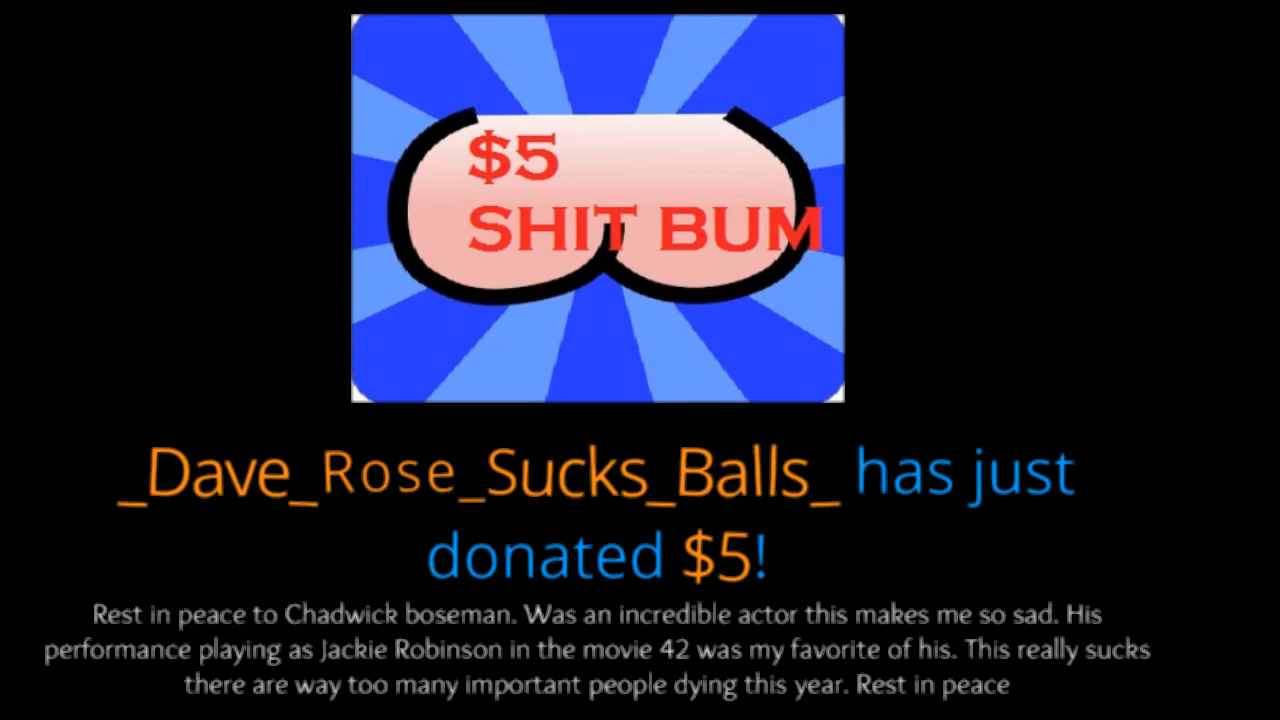 $5
SHIT BUM
_Dave_Rose_Sucks_Balls_ has just
donated $5!
Rest in peace to Chadwick boseman. Was an incredible actor this makes me so sad. His
performance playing as Jackie Robinson in the movie 42 was my favorite of his. This really sucks
there are way too many important people dying this year. Rest in peace